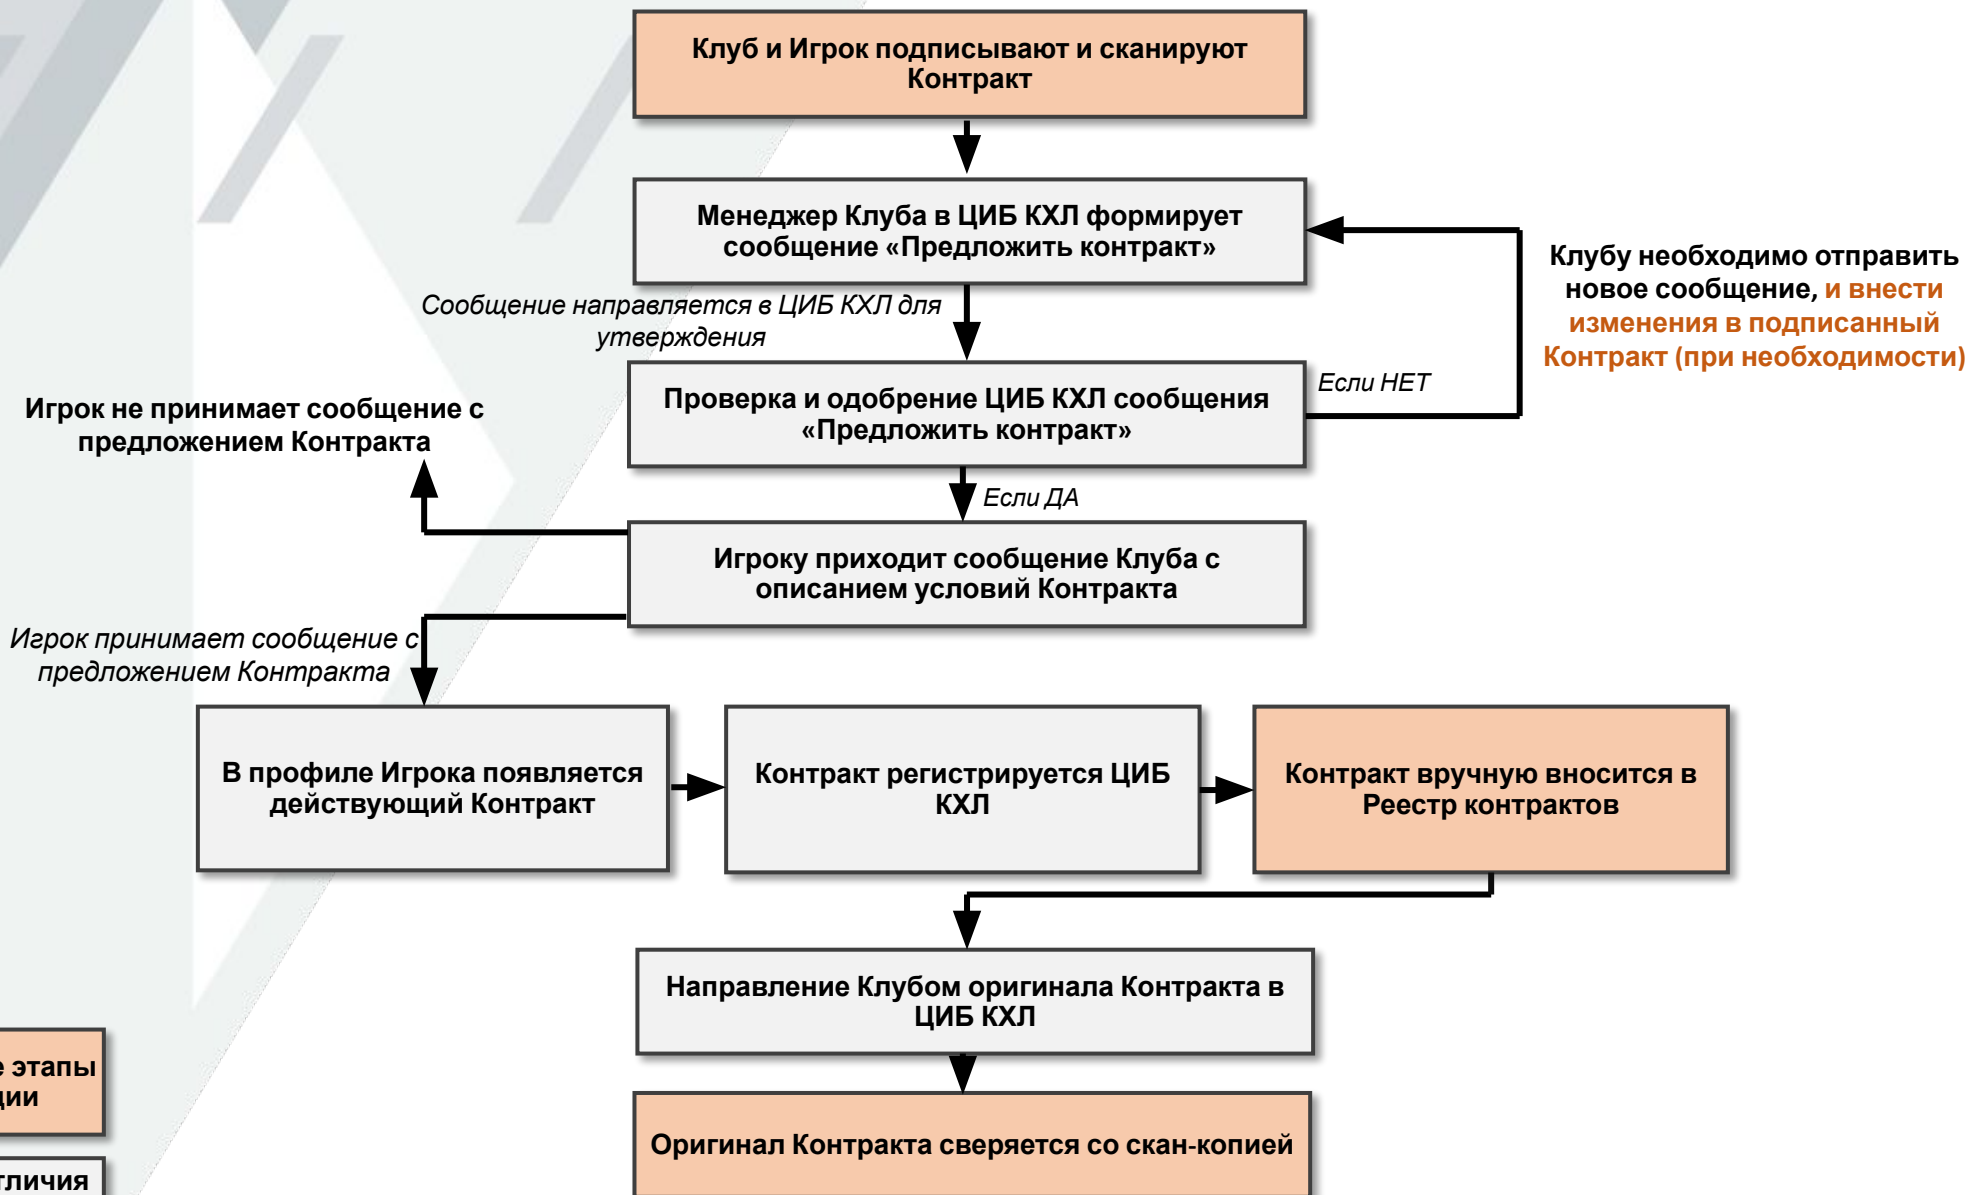 Клуб и Игрок подписывают и сканируют
Контракт
Менеджер Клуба в ЦИБ КХЛ формирует
сообщение «Предложить контракт»
Клубу необходимо отправить
новое сообщение, и внести
изменения в подписанный
Контракт (при необходимости)
Сообщение направляется в ЦИБ КХЛ для
утверждения
Проверка и одобрение ЦИБ КХЛ сообщения
«Предложить контракт»
Если НЕТ
Игрок не принимает сообщение с
предложением Контракта
Если ДА
Игроку приходит сообщение Клуба с
описанием условий Контракта
Игрок принимает сообщение с
предложением Контракта
В профиле Игрока появляется
действующий Контракт
Контракт регистрируется ЦИБ
КХЛ
Контракт вручную вносится в
Реестр контрактов
Направление Клубом оригинала Контракта в
ЦИБ КХЛ
этапы
Оригинал Контракта сверяется со скан-копией